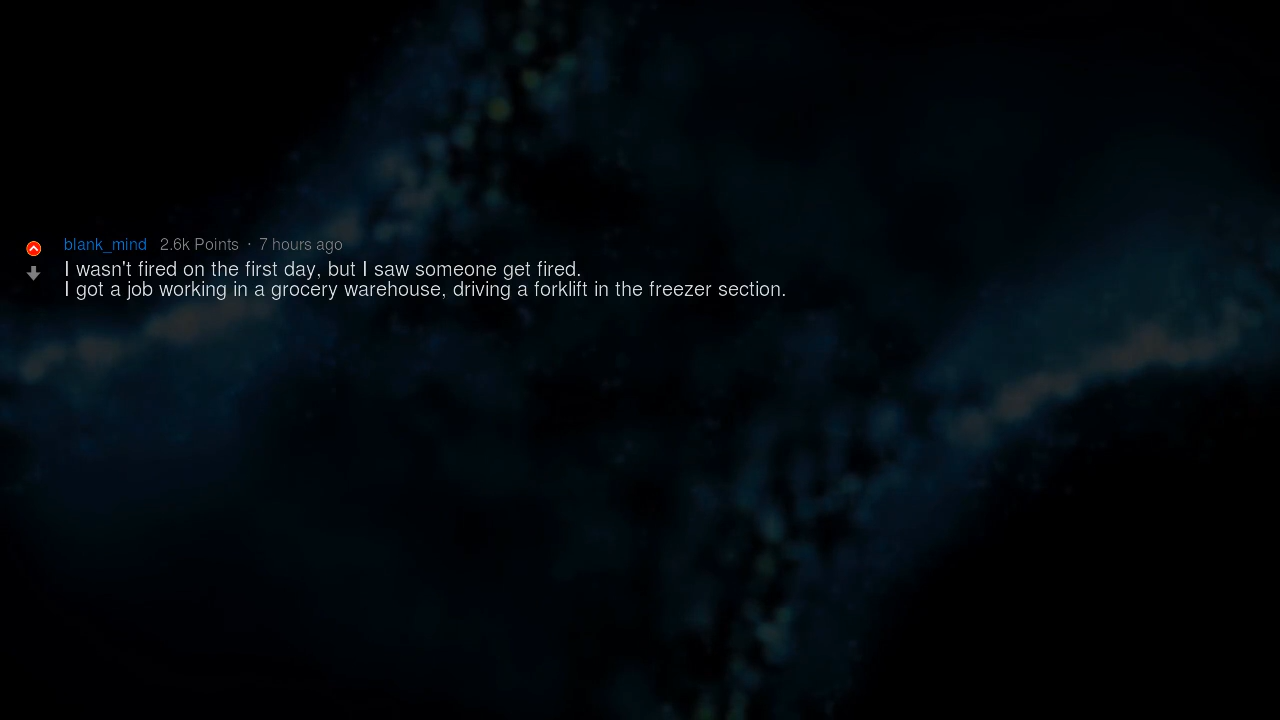 blank_mind 2.6k Points · 7 hours ago
I wasn't fired on the first day, but I saw someone get fired.
I got a job working in a grocery warehouse, driving a forklift in the freezer section.